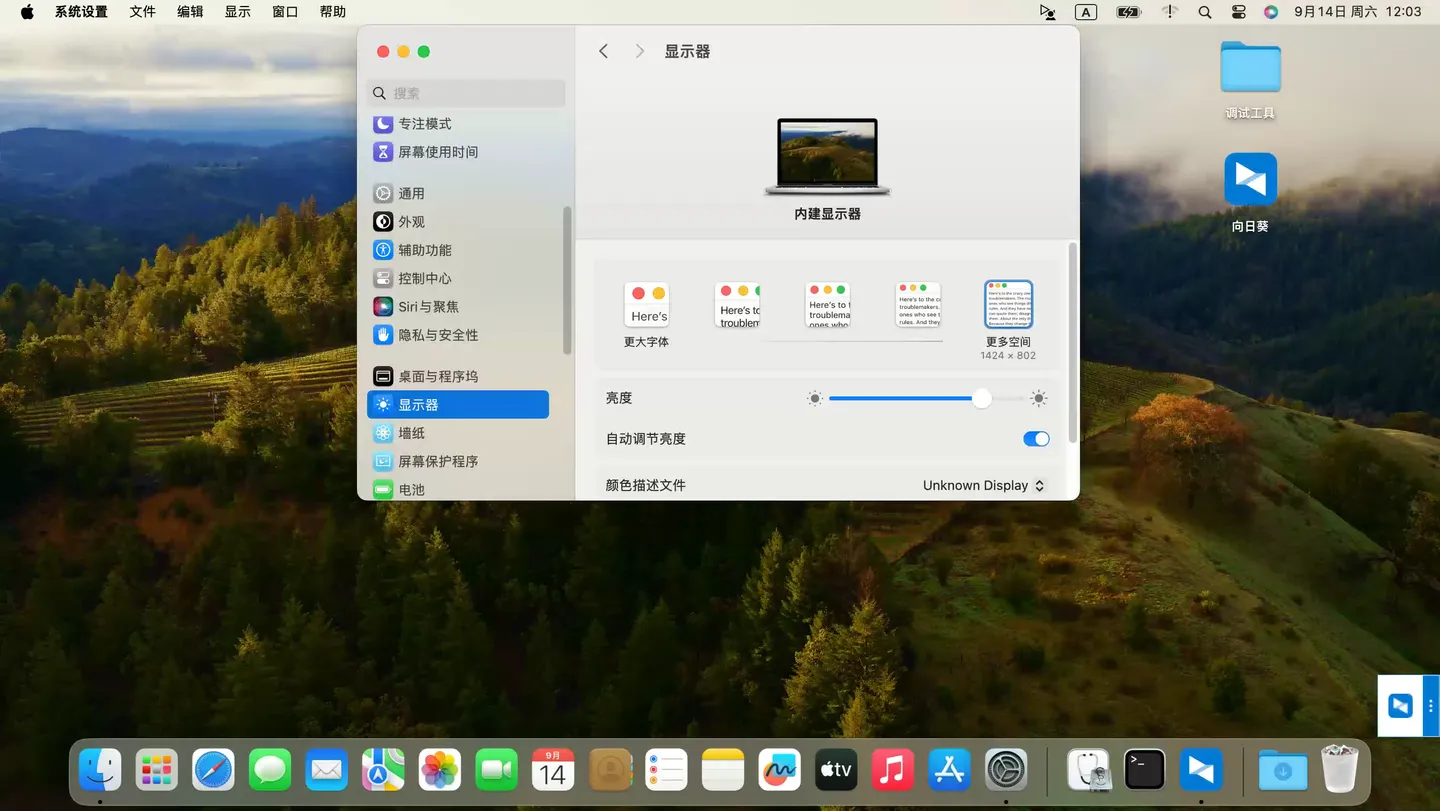 系统设置 文件 编辑 显示 窗口 帮助 A 9月14日 周六 12:03
搜索
专注模式
屏幕使用时间
通用
外观
辅助功能
控制中心
Siri与聚焦
隐私与安全性
桌面与程序坞
显示器
墙纸
屏幕保护程序
电池
显示器
内建显示器
Here's
Here's to
troublem
Here's to t
troublema
ones who
Here's to the c
troublemakers.
ones who see t
rules. And they
更大字体
更多空间
1424 × 802
亮度
自动调节亮度
颜色描述文件 Unknown Display
调试工具
向日葵
9月
14
tv
>_